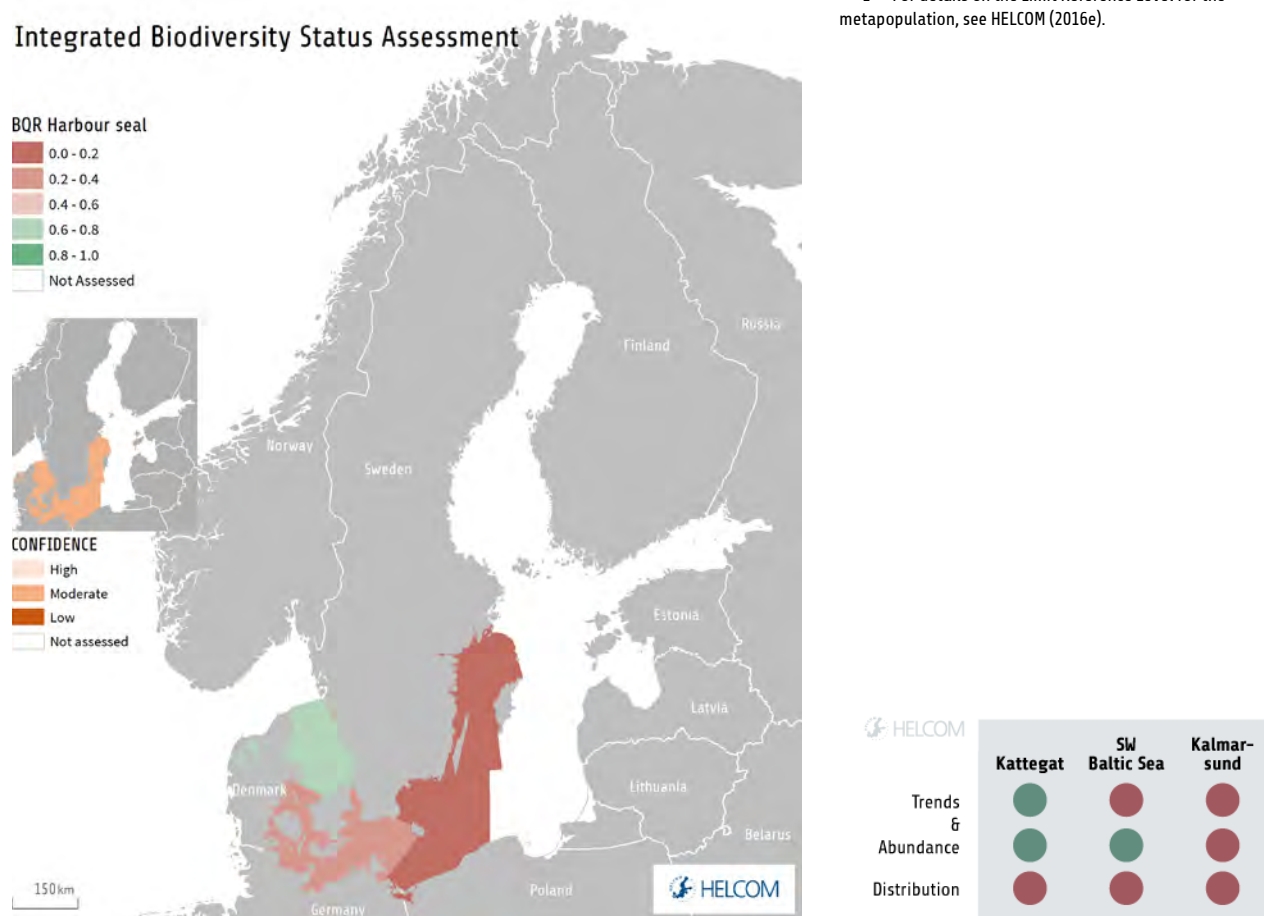 metapopulation, see HELCOM (2016e).
Integrated Biodiversity Status Assessment
BQR Harbour seal
0.0 - 0.2
0.2 - 0.4
0.4 - 0.6
0.6 - 0.8
0.8 - 1.0
Not Assessed
CONFIDENCE
High
Moderate
Low
Not assessed
Russia
Finland
Norway
Sweden
Estonia
Latvia
Denmark
Lithuania
Belarus
Poland
Germany
150 km
HELCOM
HELCOM
Kattegat
SW
Baltic Sea
Kalmar-
sund
Trends
&
Abundance
Distribution